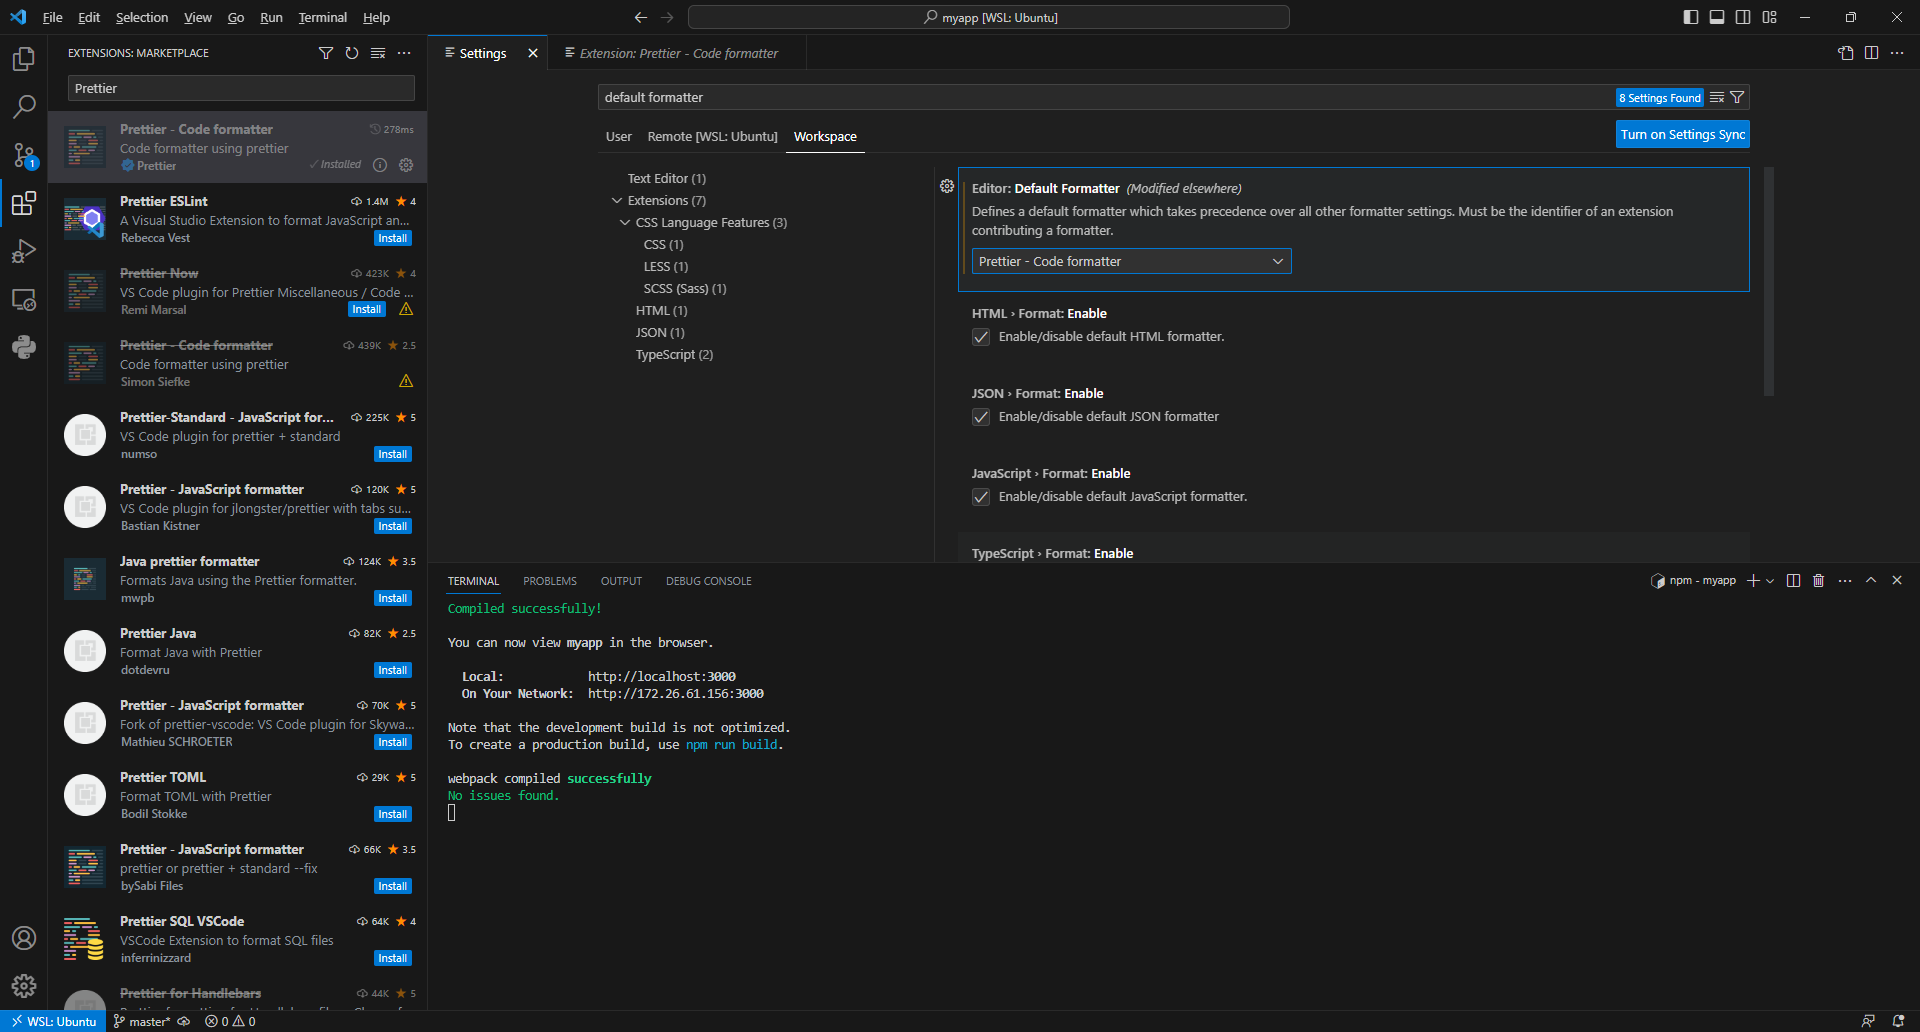 File Edit Selection View Go Run Terminal Help
myapp [WSL: Ubuntu]
EXTENSIONS: MARKETPLACE
Prettier
Prettier - Code formatter 278ms
Code formatter using prettier
Prettier Installed
Prettier ESLint 1.4M 4
A Visual Studio Extension to format JavaScript an...
Rebecca Vest Install
Prettier Now 423K 4
VS Code plugin for Prettier Miscellaneous / Code ...
Remi Marsal Install
Prettier - Code formatter 439K 2.5
Code formatter using prettier
Simon Siefke
Prettier-Standard - JavaScript for... 225K 5
VS Code plugin for prettier + standard
numso Install
Prettier - JavaScript formatter 120K 5
VS Code plugin for jlongster/prettier with tabs su...
Bastian Kistner Install
Java prettier formatter 124K 3.5
Formats Java using the Prettier formatter.
mwpb Install
Prettier Java 82K 2.5
Format Java with Prettier
dotdevru Install
Prettier - JavaScript formatter 70K 5
Fork of prettier-vscode: VS Code plugin for Skywa...
Mathieu SCHROETER Install
Prettier TOML 29K 5
Format TOML with Prettier
Bodil Stokke Install
Prettier - JavaScript formatter 66K 3.5
prettier or prettier + standard --fix
bySabi Files Install
Prettier SQL VSCode 64K 4
VSCode Extension to format SQL files
inferrinizzard Install
Prettier for Handlebars 44K 5
1
Settings
Extension: Prettier - Code formatter
default formatter
8 Settings Found
User Remote [WSL: Ubuntu] Workspace
Turn on Settings Sync
Text Editor (1)
Extensions (7)
CSS Language Features (3)
CSS (1)
LESS (1)
SCSS (Sass) (1)
HTML (1)
JSON (1)
TypeScript (2)
Editor: Default Formatter (Modified elsewhere)
Defines a default formatter which takes precedence over all other formatter settings. Must be the identifier of an extension
contributing a formatter.
Prettier - Code formatter
HTML › Format: Enable
Enable/disable default HTML formatter.
JSON › Format: Enable
Enable/disable default JSON formatter
JavaScript › Format: Enable
Enable/disable default JavaScript formatter.
TypeScript › Format: Enable
TERMINAL PROBLEMS OUTPUT DEBUG CONSOLE
npm - myapp
Compiled successfully!
You can now view myapp in the browser.
Local: http://localhost:3000
On Your Network: http://172.26.61.156:3000
Note that the development build is not optimized.
To create a production build, use npm run build.
webpack compiled successfully
No issues found.
WSL: Ubuntu master* 0 0